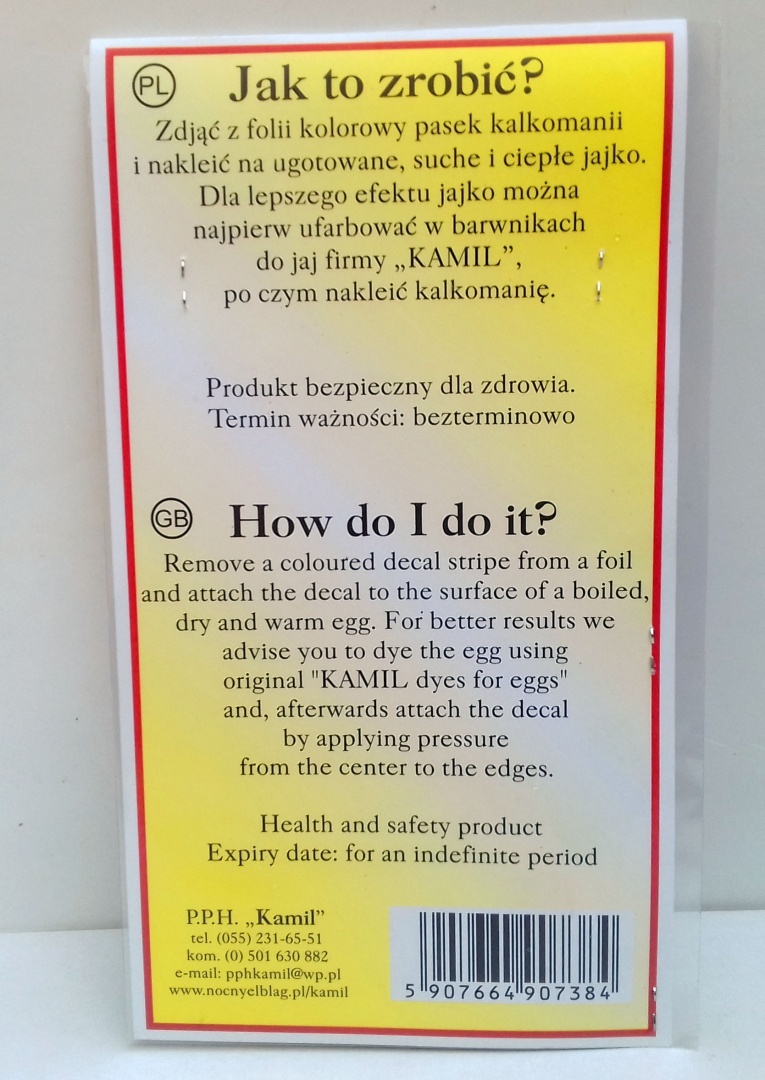 PL
Jak to zrobić?
Zdjąć z folii kolorowy pasek kalkomanii
i nakleić na ugotowane, suche i ciepłe jajko.
Dla lepszego efektu jajko można
najpierw ufarbować w barwnikach
do jaj firmy „KAMIL”,
po czym nakleić kalkomanię.
Produkt bezpieczny dla zdrowia.
Termin ważności: bezterminowo
GB
How do I do it?
Remove a coloured decal stripe from a foil
and attach the decal to the surface of a boiled,
dry and warm egg. For better results we
advise you to dye the egg using
original "KAMIL dyes for eggs"
and, afterwards attach the decal
by applying pressure
from the center to the edges.
Health and safety product
Expiry date: for an indefinite period
P.P.H. „Kamil”
tel. (055) 231-65-51
kom. (0) 501 630 882
e-mail: pphkamil@wp.pl
www.nocnyelblag.pl/kamil
5 907664 907384